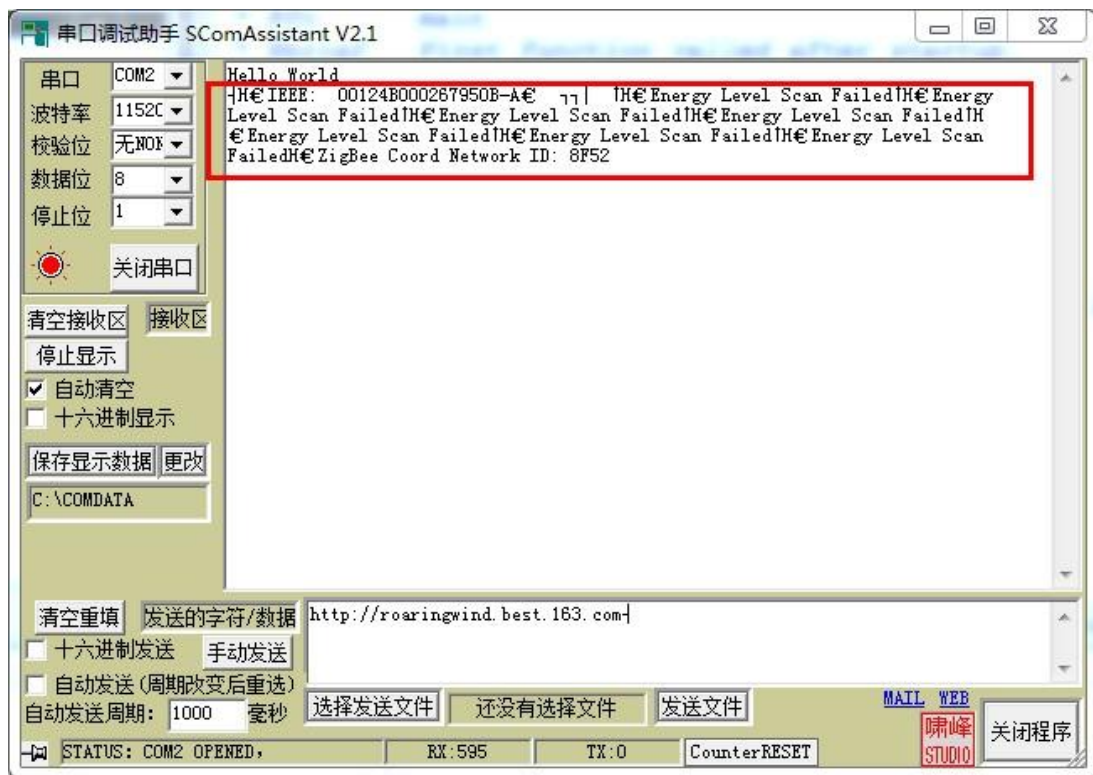 串口调试助手 SComAssistant V2.1
串口 COM2
波特率 11520
校验位 无NON
数据位 8
停止位 1
关闭串口
清空接收区 接收区
停止显示
自动清空
十六进制显示
保存显示数据 更改
C:\COMDATA
Hello World
┤H€IEEE: 00124B000267950B-A€ ┐┐| ↑H€Energy Level Scan Failed↑H€Energy
Level Scan Failed↑H€Energy Level Scan Failed↑H€Energy Level Scan Failed↑H
€Energy Level Scan Failed↑H€Energy Level Scan Failed↑H€Energy Level Scan
FailedH€ZigBee Coord Network ID: 8F52
清空重填 发送的字符/数据 http://roaringwind.best.163.com┤
十六进制发送 手动发送
自动发送(周期改变后重选)
自动发送周期: 1000 毫秒 选择发送文件 还没有选择文件 发送文件 MAIL WEB
啸峰
STUDIO
关闭程序
STATUS: COM2 OPENED, RX:595 TX:0 CounterRESET